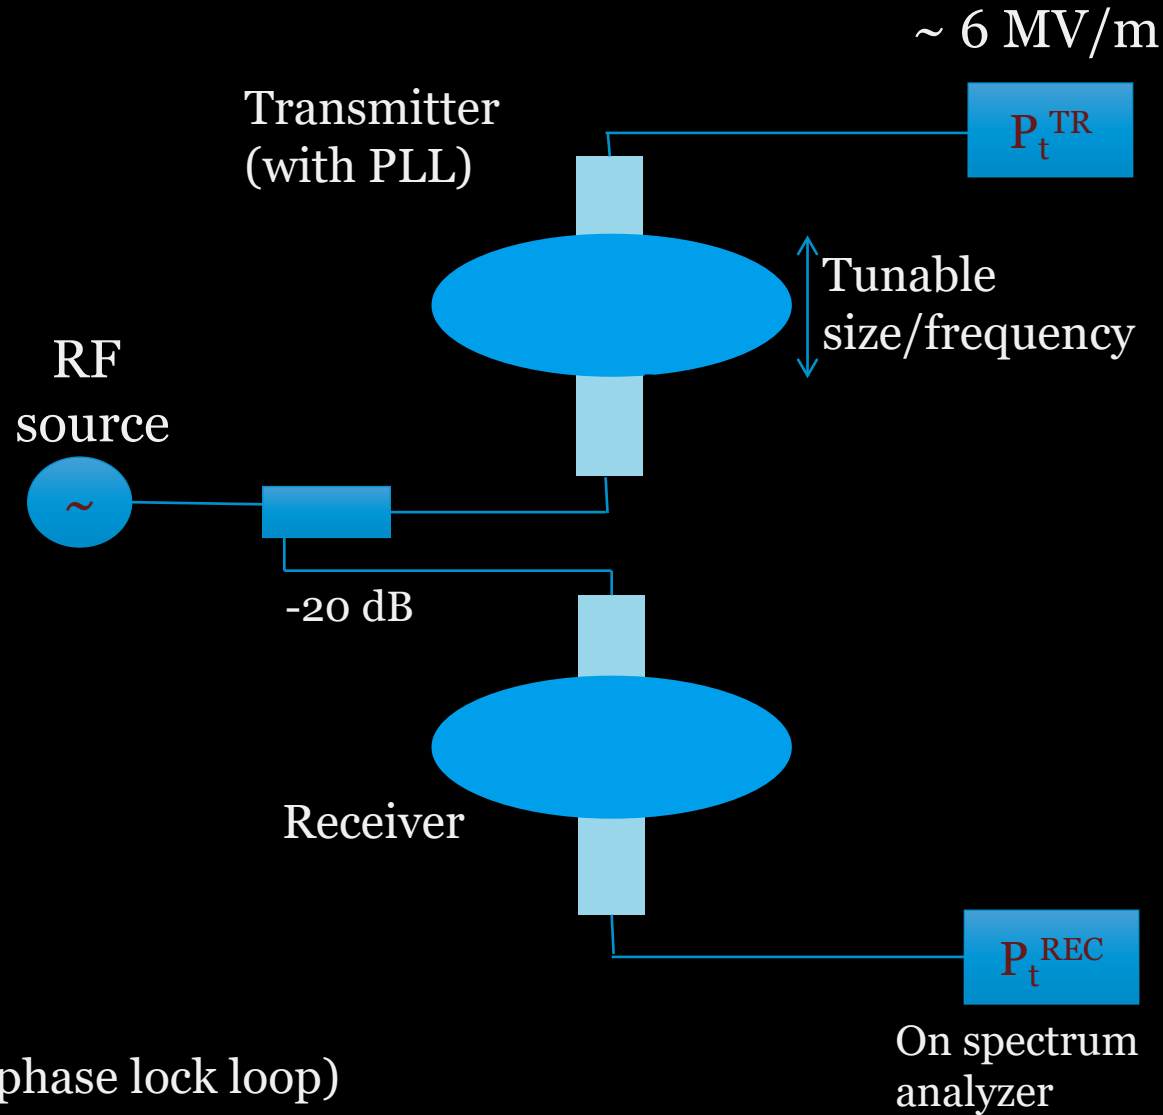 ~ 6 MV/m
Transmitter
(with PLL)
P_t^TR
Tunable
size/frequency
RF
source
~
-20 dB
Receiver
P_t^REC
On spectrum
analyzer
phase lock loop)